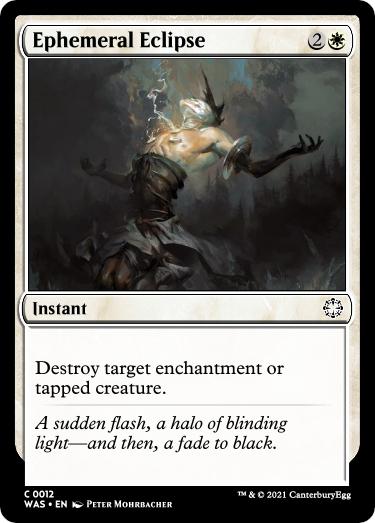 Ephemeral Eclipse 2
Instant
Destroy target enchantment or
tapped creature.
A sudden flash, a halo of blinding
light—and then, a fade to black.
C 0012
WAS • EN Peter Mohrbacher
™ & © 2021 CanterburyEgg